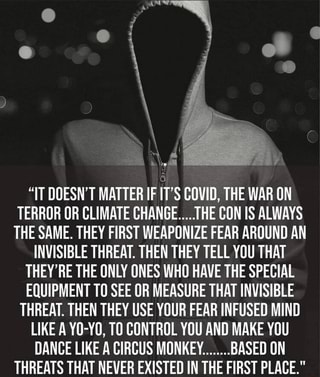 “IT DOESN’T MATTER IF IT’S COVID, THE WAR ON
TERROR OR CLIMATE CHANGE.....THE CON IS ALWAYS
THE SAME. THEY FIRST WEAPONIZE FEAR AROUND AN
INVISIBLE THREAT. THEN THEY TELL YOU THAT
THEY’RE THE ONLY ONES WHO HAVE THE SPECIAL
EQUIPMENT TO SEE OR MEASURE THAT INVISIBLE
THREAT. THEN THEY USE YOUR FEAR INFUSED MIND
LIKE A YO-YO, TO CONTROL YOU AND MAKE YOU
DANCE LIKE A CIRCUS MONKEY........BASED ON
THREATS THAT NEVER EXISTED IN THE FIRST PLACE."